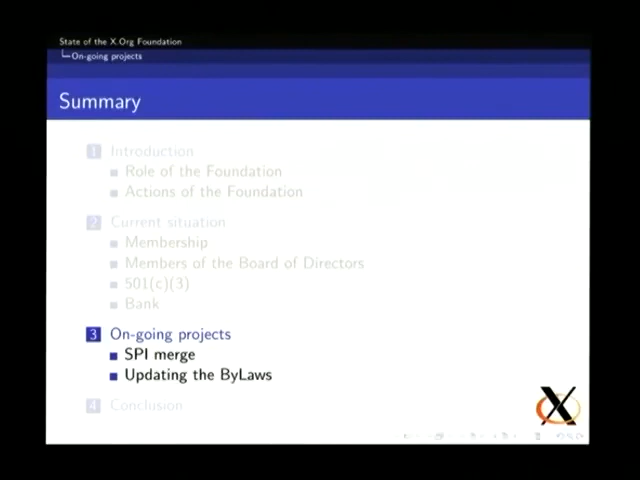 State of the X.Org Foundation
On-going projects
Summary
1 Introduction
Role of the Foundation
Actions of the Foundation
2 Current situation
Membership
Members of the Board of Directors
501(c)(3)
Bank
3 On-going projects
SPI merge
Updating the ByLaws
4 Conclusion
X